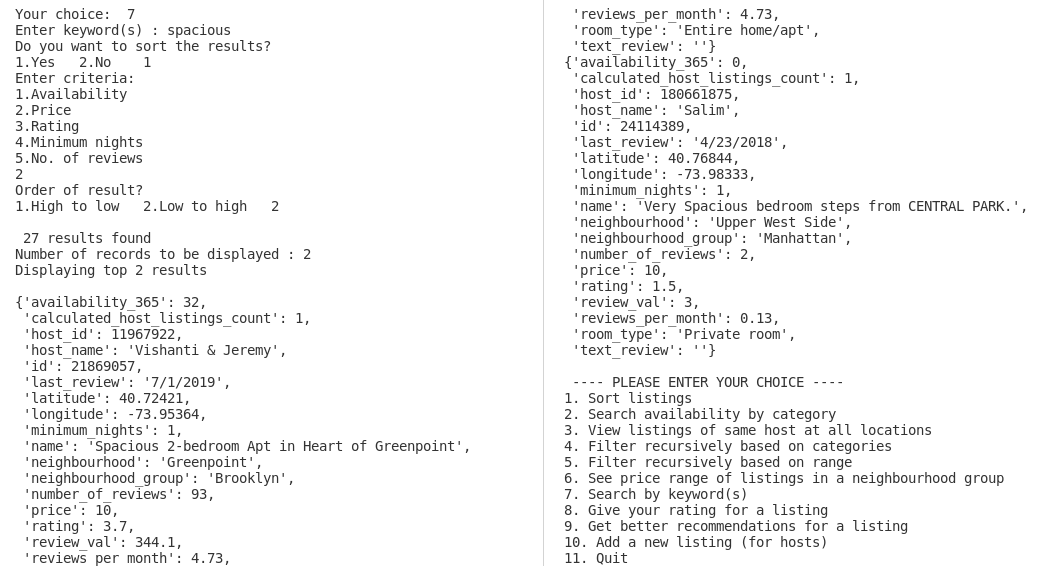 Your choice:  7
Enter keyword(s) : spacious
Do you want to sort the results?
1.Yes   2.No    1
Enter criteria:
1.Availability
2.Price
3.Rating
4.Minimum nights
5.No. of reviews
2
Order of result?
1.High to low   2.Low to high   2

 27 results found
Number of records to be displayed : 2
Displaying top 2 results

{'availability_365': 32,
 'calculated_host_listings_count': 1,
 'host_id': 11967922,
 'host_name': 'Vishanti & Jeremy',
 'id': 21869057,
 'last_review': '7/1/2019',
 'latitude': 40.72421,
 'longitude': -73.95364,
 'minimum_nights': 1,
 'name': 'Spacious 2-bedroom Apt in Heart of Greenpoint',
 'neighbourhood': 'Greenpoint',
 'neighbourhood_group': 'Brooklyn',
 'number_of_reviews': 93,
 'price': 10,
 'rating': 3.7,
 'review_val': 344.1,
 'reviews_per_month': 4.73,
 'reviews_per_month': 4.73,
 'room_type': 'Entire home/apt',
 'text_review': ''}
{'availability_365': 0,
 'calculated_host_listings_count': 1,
 'host_id': 180661875,
 'host_name': 'Salim',
 'id': 24114389,
 'last_review': '4/23/2018',
 'latitude': 40.76844,
 'longitude': -73.98333,
 'minimum_nights': 1,
 'name': 'Very Spacious bedroom steps from CENTRAL PARK.',
 'neighbourhood': 'Upper West Side',
 'neighbourhood_group': 'Manhattan',
 'number_of_reviews': 2,
 'price': 10,
 'rating': 1.5,
 'review_val': 3,
 'reviews_per_month': 0.13,
 'room_type': 'Private room',
 'text_review': ''}

 ---- PLEASE ENTER YOUR CHOICE ----
1. Sort listings
2. Search availability by category
3. View listings of same host at all locations
4. Filter recursively based on categories
5. Filter recursively based on range
6. See price range of listings in a neighbourhood group
7. Search by keyword(s)
8. Give your rating for a listing
9. Get better recommendations for a listing
10. Add a new listing (for hosts)
11. Quit